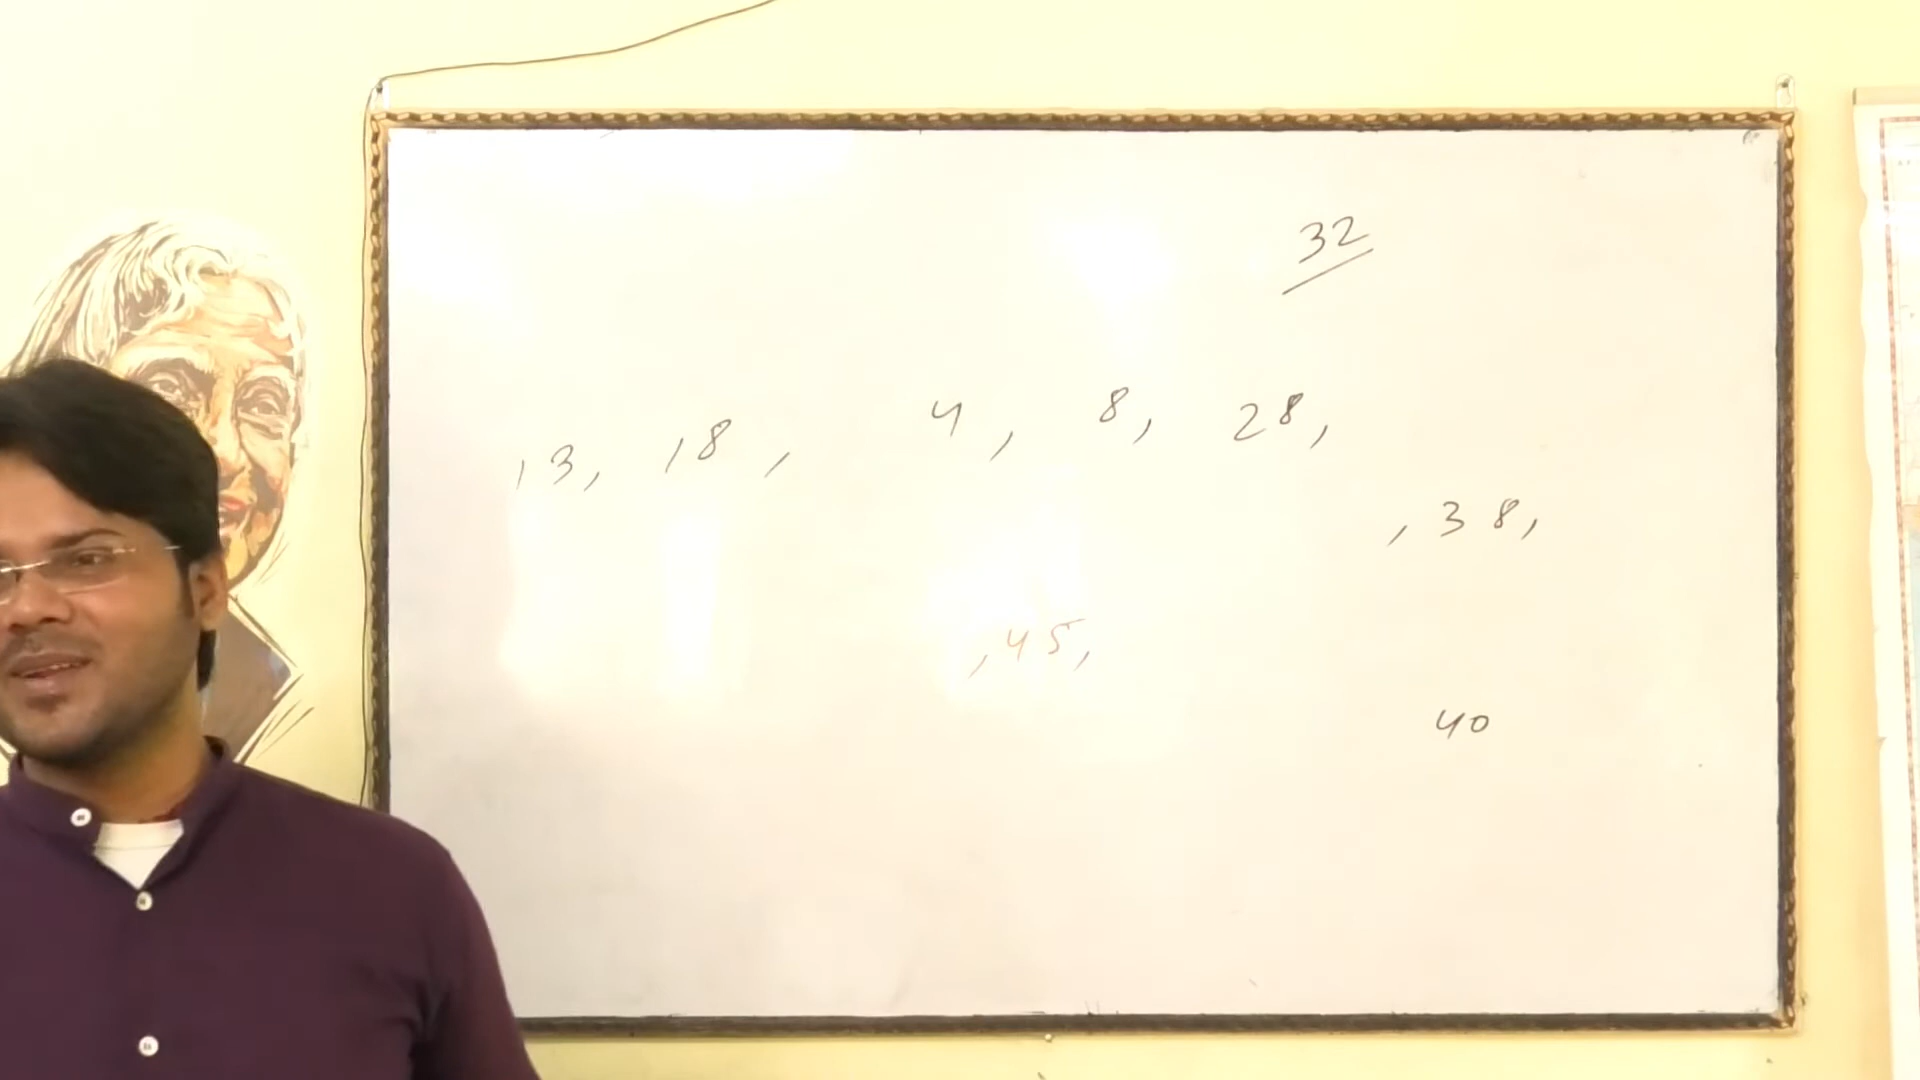 32
13, 18, 4, 8, 28,
, 38,
, 45,
40